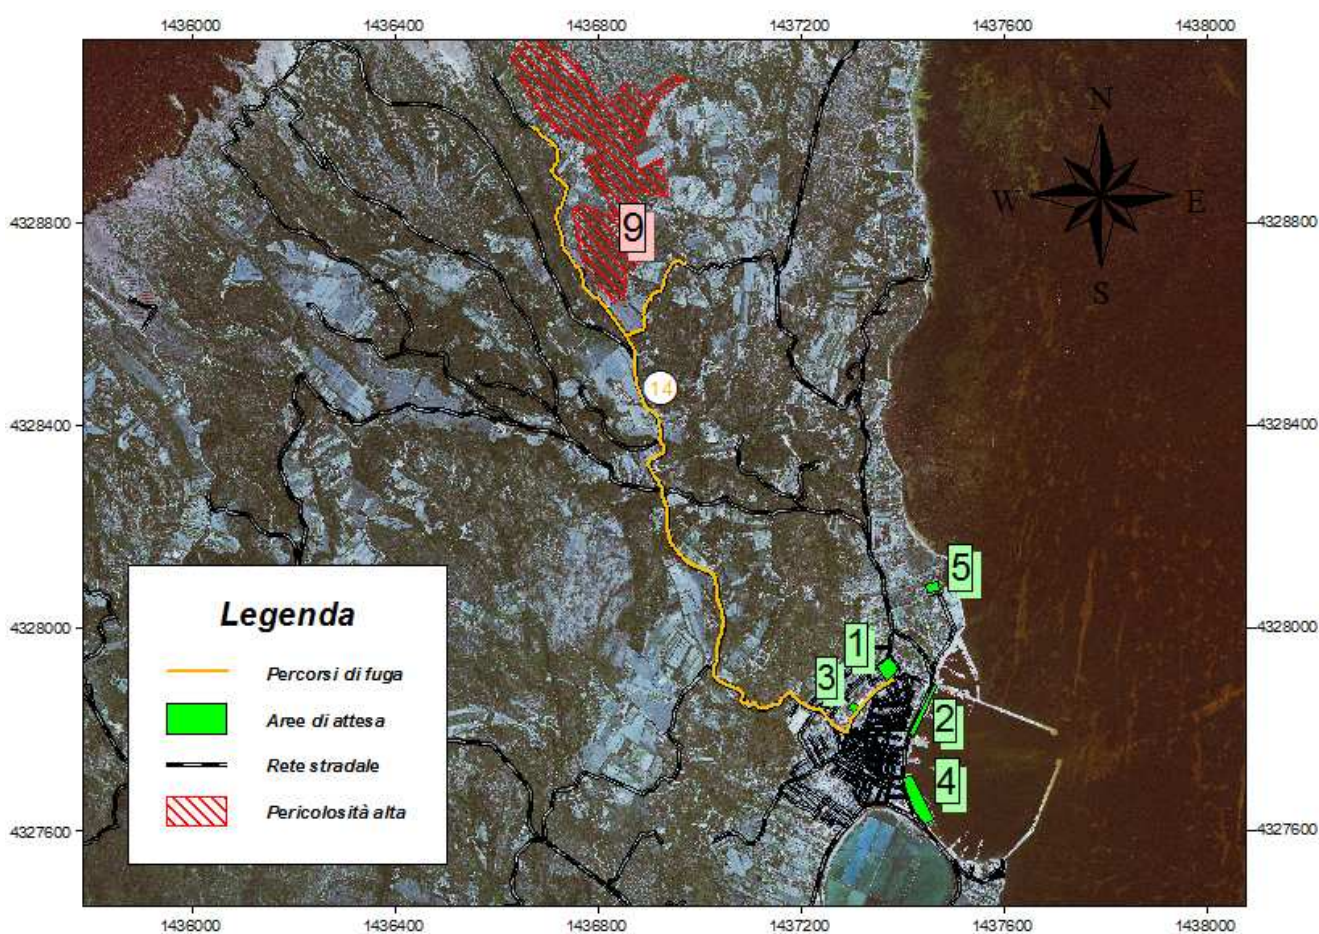 1436000 1436400 1436800 1437200 1437600 1438000
N
W E
S
4328800 9 4328800
14
4328400 4328400
5
4328000 1 4328000
3
2
4
4327600 4327600
Legenda
Percorsi di fuga
Aree di attesa
Rete stradale
Pericolosità alta
1436000 1436400 1436800 1437200 1437600 1438000